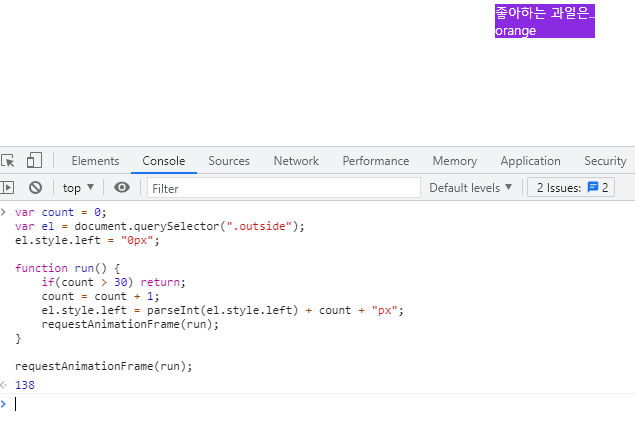 좋아하는 과일은..
orange
Elements Console Sources Network Performance Memory Application Security
top ▼ Filter Default levels ▼ 2 Issues: 2
> var count = 0;
var el = document.querySelector(".outside");
el.style.left = "0px";
function run() {
if(count > 30) return;
count = count + 1;
el.style.left = parseInt(el.style.left) + count + "px";
requestAnimationFrame(run);
}
requestAnimationFrame(run);
138
>